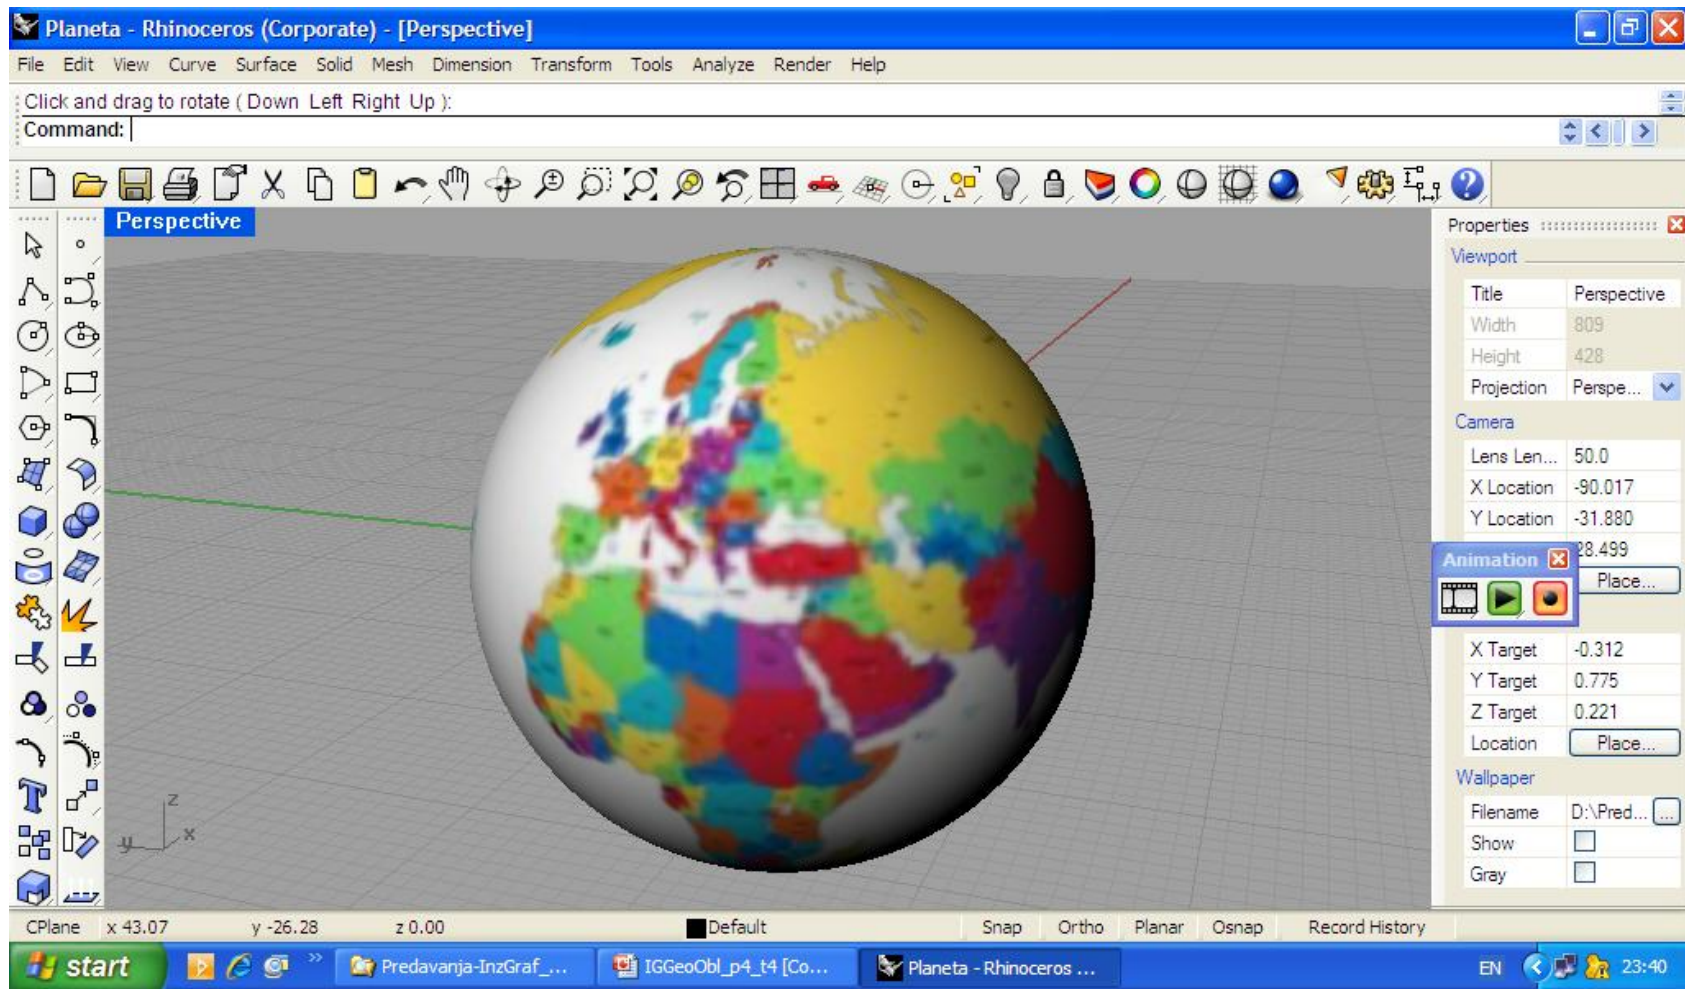 Planeta - Rhinoceros (Corporate) - [Perspective]
File Edit View Curve Surface Solid Mesh Dimension Transform Tools Analyze Render Help
Click and drag to rotate ( Down Left Right Up ):
Command:
Perspective
Properties
Viewport
Title Perspective
Width 809
Height 428
Projection Perspe...
Camera
Lens Len... 50.0
X Location -90.017
Y Location -31.880
28.499
Animation
Place...
X Target -0.312
Y Target 0.775
Z Target 0.221
Location Place...
Wallpaper
Filename D:\Pred... ...
Show
Gray
z
y x
CPlane x 43.07 y -26.28 z 0.00 Default Snap Ortho Planar Osnap Record History
start Predavanja-InzGraf_... IGGeoObl_p4_t4 [Co... Planeta - Rhinoceros ... EN 23:40